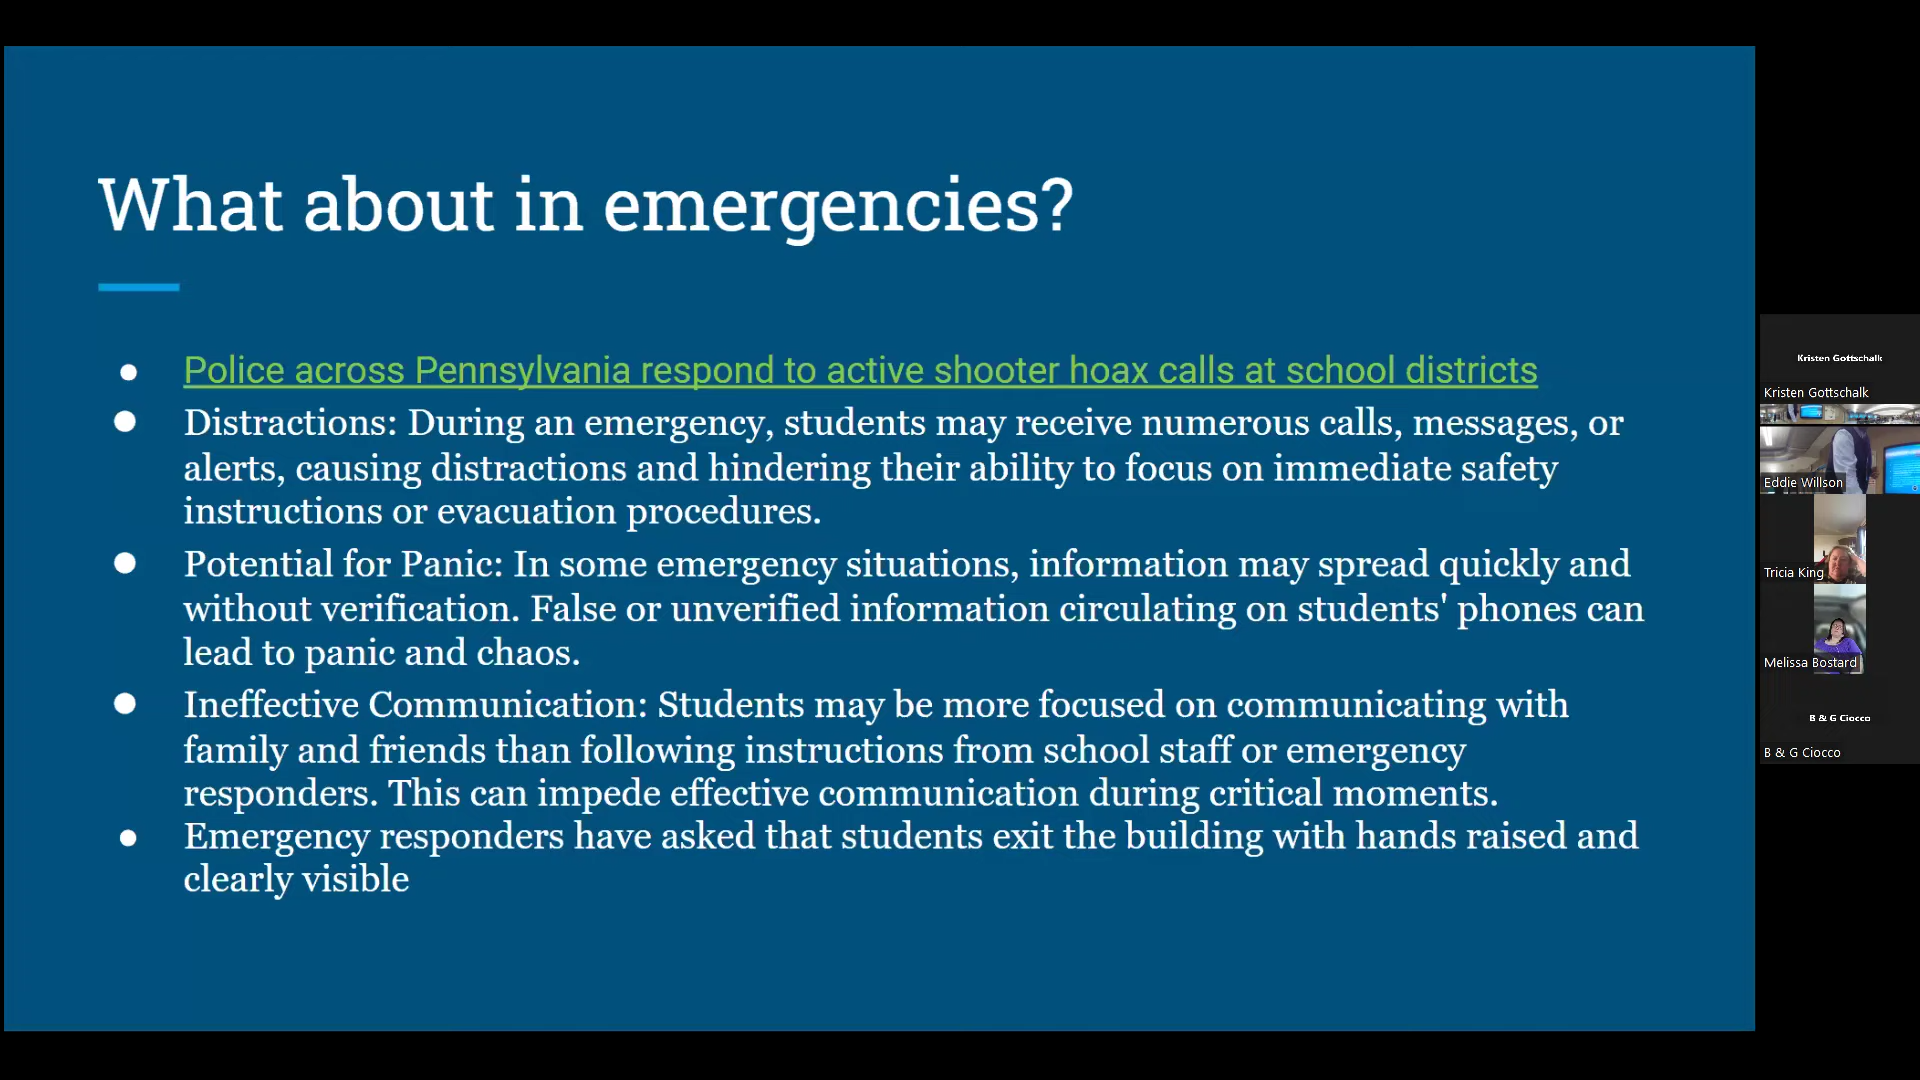 What about in emergencies?
Police across Pennsylvania respond to active shooter hoax calls at school districts
Distractions: During an emergency, students may receive numerous calls, messages, or
alerts, causing distractions and hindering their ability to focus on immediate safety
instructions or evacuation procedures.
Potential for Panic: In some emergency situations, information may spread quickly and
without verification. False or unverified information circulating on students' phones can
lead to panic and chaos.
Ineffective Communication: Students may be more focused on communicating with
family and friends than following instructions from school staff or emergency
responders. This can impede effective communication during critical moments.
Emergency responders have asked that students exit the building with hands raised and
clearly visible
Kristen Gottschalk
Kristen Gottschalk
Eddie Willson
Tricia King
Melissa Bostard
B & G Ciocco
B & G Ciocco